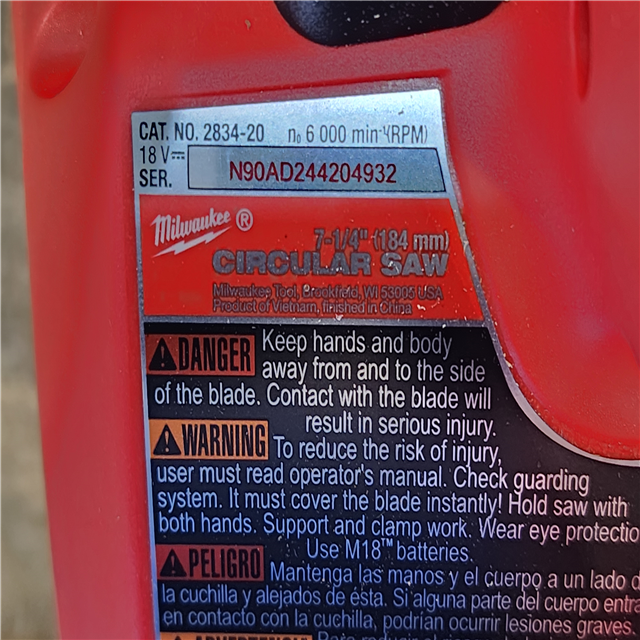 CAT. NO. 2834-20 n₀ 6 000 min⁻¹(RPM)
18 V⎓
SER. N90AD244204932
Milwaukee ®
7-1/4" (184 mm)
CIRCULAR SAW
Milwaukee Tool, Brookfield, WI 53005 USA
Product of Vietnam, finished in China
DANGER Keep hands and body
away from and to the side
of the blade. Contact with the blade will
result in serious injury.
WARNING To reduce the risk of injury,
user must read operator's manual. Check guarding
system. It must cover the blade instantly! Hold saw with
both hands. Support and clamp work. Wear eye protectio
Use M18™ batteries.
PELIGRO Mantenga las manos y el cuerpo a un lado d
la cuchilla y alejados de ésta. Si alguna parte del cuerpo entra
en contacto con la cuchilla, podrían ocurrir lesiones graves.